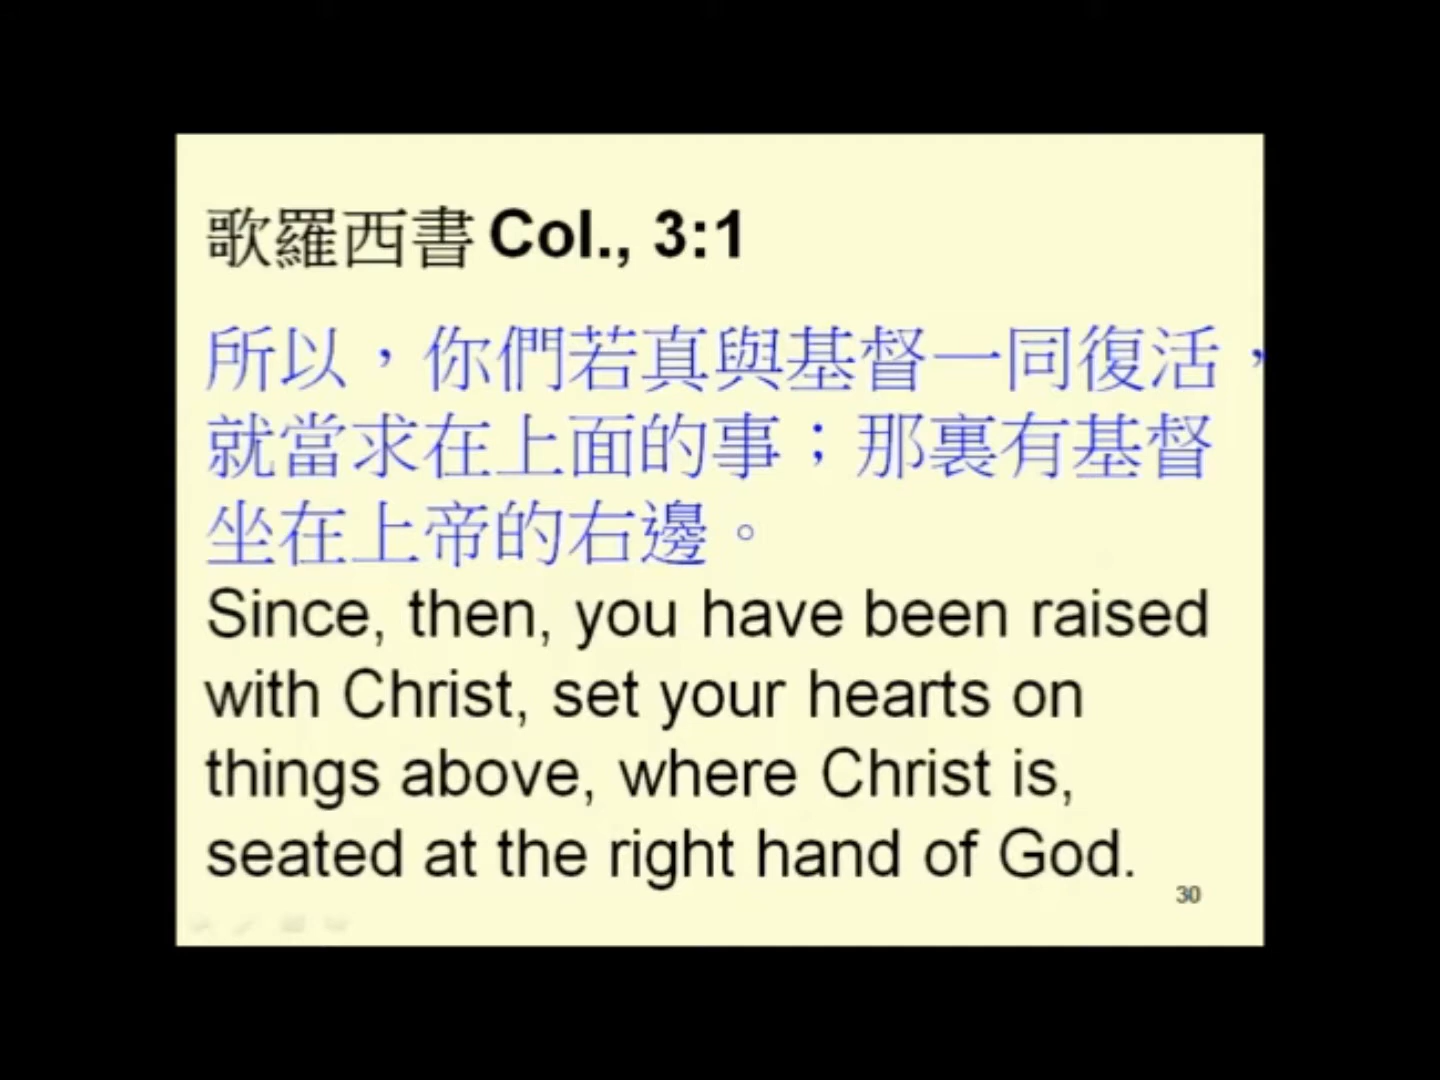 歌羅西書 Col., 3:1
所以，你們若真與基督一同復活，
就當求在上面的事；那裏有基督
坐在上帝的右邊。
Since, then, you have been raised
with Christ, set your hearts on
things above, where Christ is,
seated at the right hand of God.
30